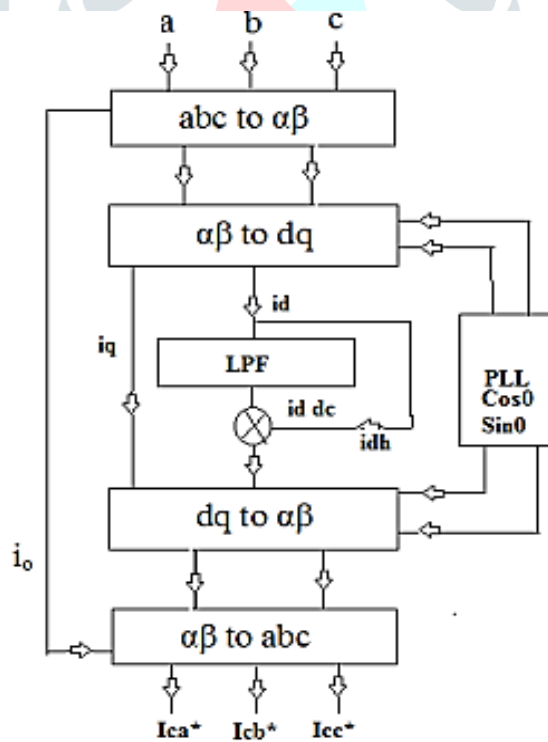 a b c
abc to αβ
αβ to dq
id
iq
LPF
PLL
Cos0
Sin0
id dc
idh
dq to αβ
io
αβ to abc
Ica* Icb* Icc*